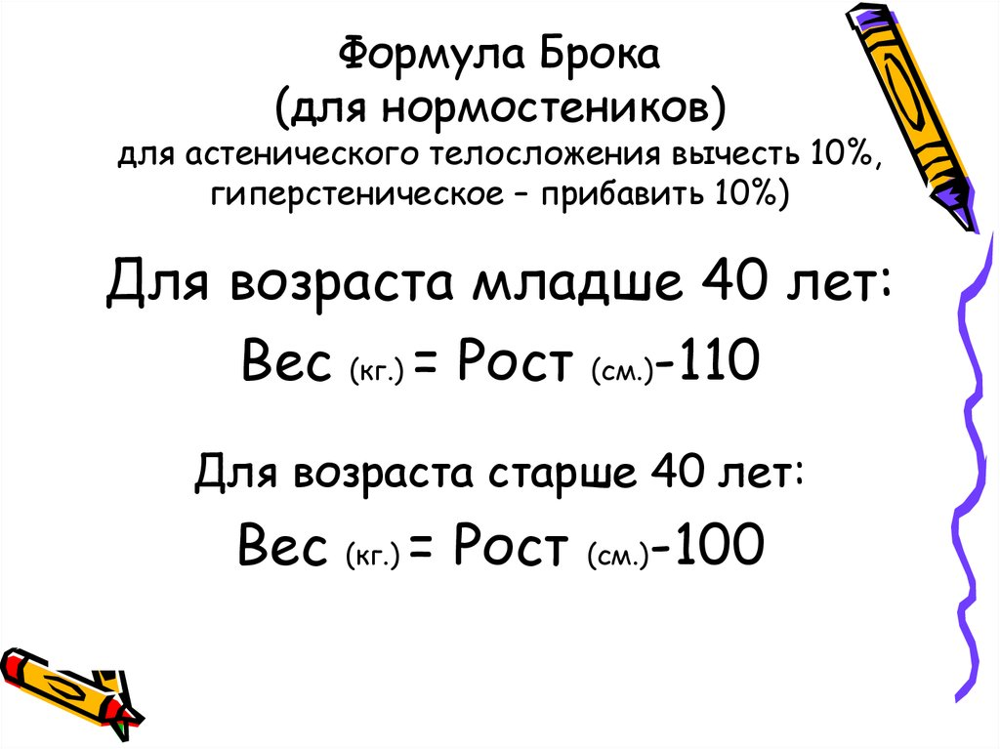 Формула Брока
(для нормостеников)
для астенического телосложения вычесть 10%,
гиперстеническое – прибавить 10%)
Для возраста младше 40 лет:
Вес (кг.) = Рост (см.)-110
Для возраста старше 40 лет:
Вес (кг.) = Рост (см.)-100